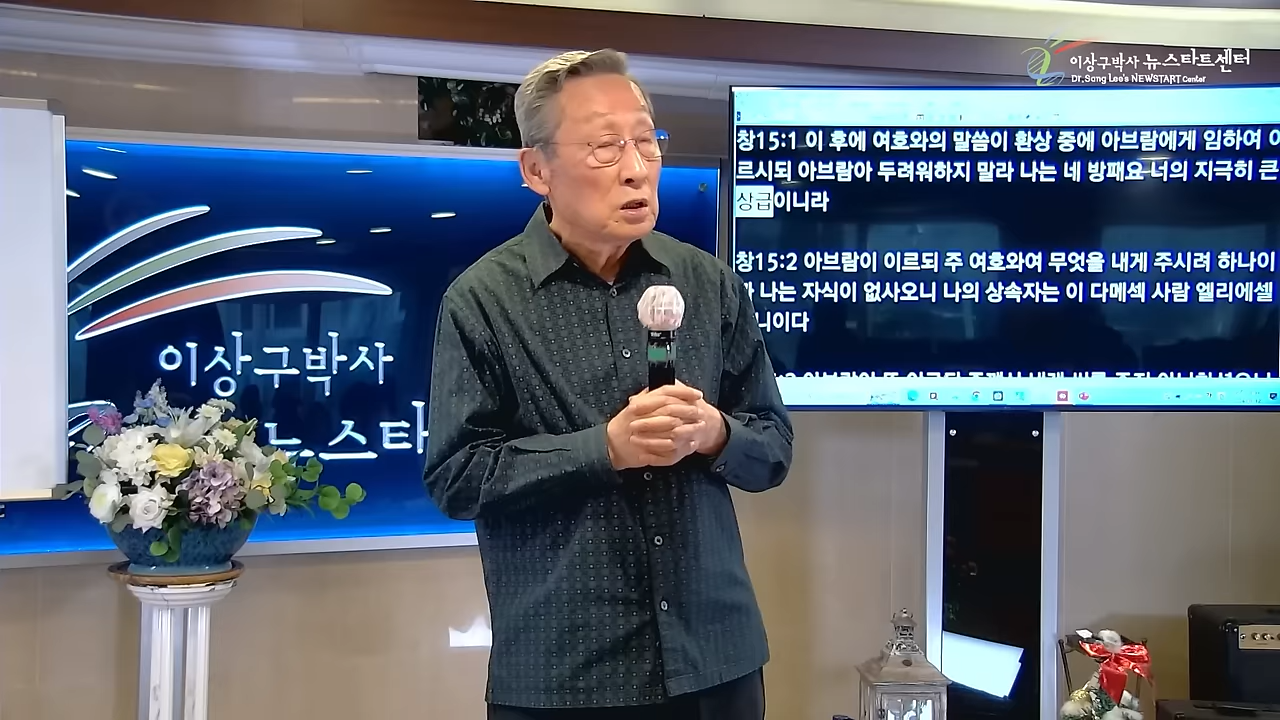 이상구박사 뉴스타트센터
Dr. Sang Lee's NEWSTART Center
창15:1 이 후에 여호와의 말씀이 환상 중에 아브람에게 임하여 이
르시되 아브람아 두려워하지 말라 나는 네 방패요 너의 지극히 큰
상급이니라
창15:2 아브람이 이르되 주 여호와여 무엇을 내게 주시려 하나이
나는 자식이 없사오니 나의 상속자는 이 다메섹 사람 엘리에셀
니이다
이상구박사
뉴스타